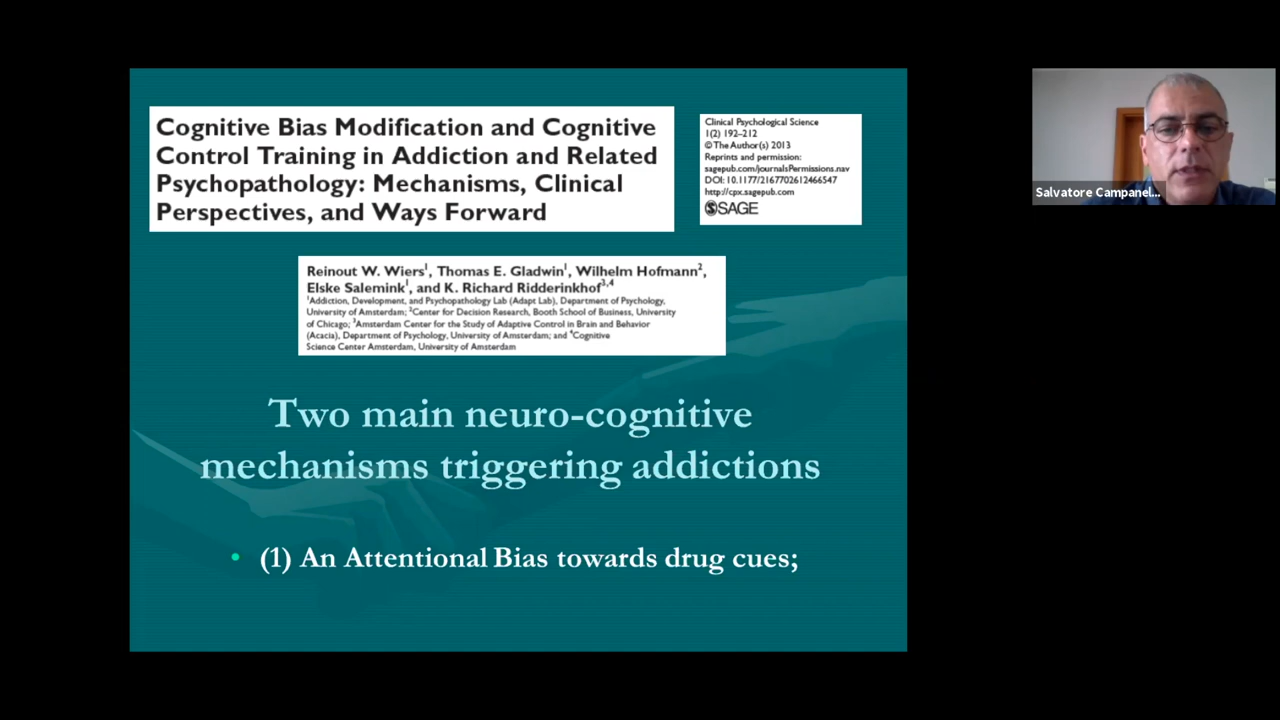 Cognitive Bias Modification and Cognitive
Control Training in Addiction and Related
Psychopathology: Mechanisms, Clinical
Perspectives, and Ways Forward
Clinical Psychological Science
1(2) 192–212
© The Author(s) 2013
Reprints and permission:
sagepub.com/journalsPermissions.nav
DOI: 10.1177/2167702612466547
http://cpx.sagepub.com
SAGE
Reinout W. Wiers¹, Thomas E. Gladwin¹, Wilhelm Hofmann²,
Elske Salemink¹, and K. Richard Ridderinkhof³,⁴
¹Addiction, Development, and Psychopathology Lab (Adapt Lab), Department of Psychology,
University of Amsterdam; ²Center for Decision Research, Booth School of Business, University
of Chicago; ³Amsterdam Center for the Study of Adaptive Control in Brain and Behavior
(Acacia), Department of Psychology, University of Amsterdam; and ⁴Cognitive
Science Center Amsterdam, University of Amsterdam
Two main neuro-cognitive
mechanisms triggering addictions
• (1) An Attentional Bias towards drug cues;
Salvatore Campanel...